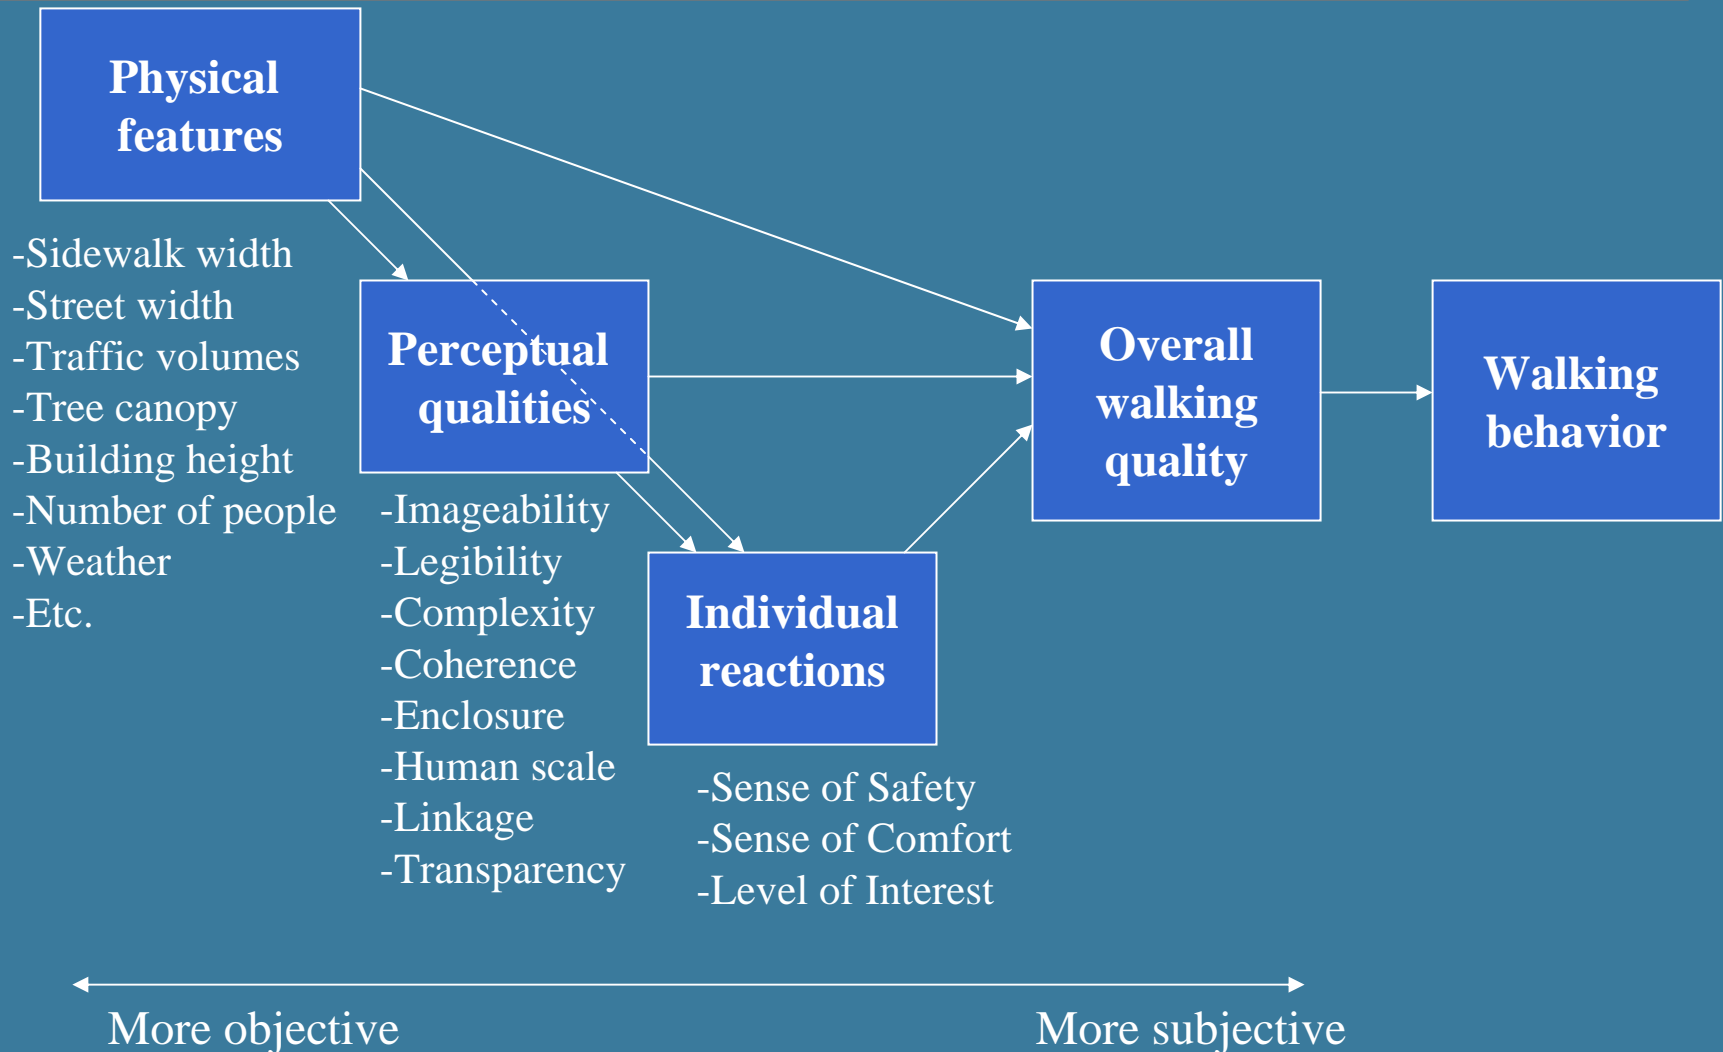 Physical
features
-Sidewalk width
-Street width
-Traffic volumes
-Tree canopy
-Building height
-Number of people
-Weather
-Etc.
Perceptual
qualities
-Imageability
-Legibility
-Complexity
-Coherence
-Enclosure
-Human scale
-Linkage
-Transparency
Individual
reactions
-Sense of Safety
-Sense of Comfort
-Level of Interest
Overall
walking
quality
Walking
behavior
More objective
More subjective